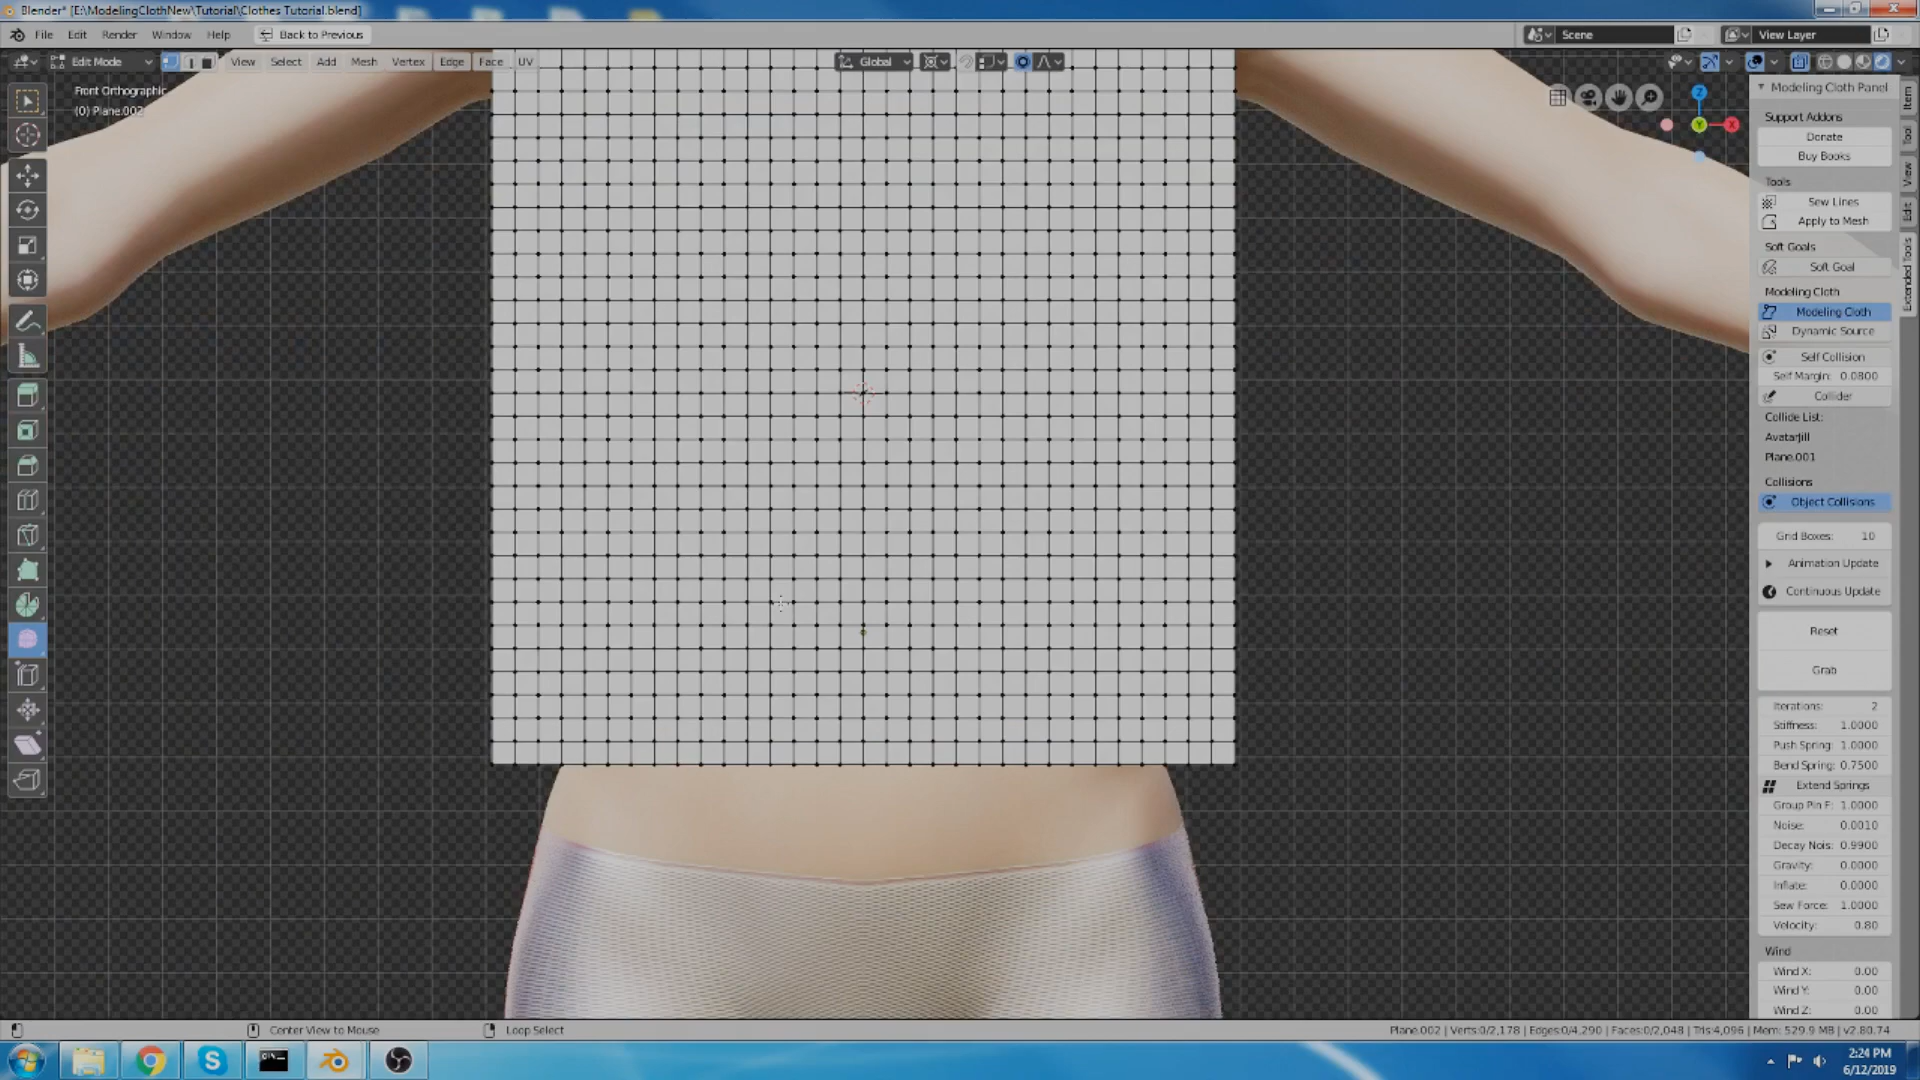 Blender* [E:\ModelingClothNew\Tutorial\Clothes Tutorial.blend]
File Edit Render Window Help Back to Previous Scene View Layer
Edit Mode View Select Add Mesh Vertex Edge Face UV Global
Front Orthographic
(0) Plane.002
Z
Y
X
Item
Tool
View
Edit
Extended Tools
Modeling Cloth Panel
Support Addons
Donate
Buy Books
Tools
Sew Lines
Apply to Mesh
Soft Goals
Soft Goal
Modeling Cloth
Modeling Cloth
Dynamic Source
Self Collision
Self Margin: 0.0800
Collider
Collide List:
AvatarJill
Plane.001
Collisions
Object Collisions
Grid Boxes: 10
Animation Update
Continuous Update
Reset
Grab
Iterations: 2
Stiffness: 1.0000
Push Spring: 1.0000
Bend Spring: 0.7500
Extend Springs
Group Pin F: 1.0000
Noise: 0.0010
Decay Nois: 0.9900
Gravity: 0.0000
Inflate: 0.0000
Sew Force: 1.0000
Velocity: 0.80
Wind
Wind X: 0.00
Wind Y: 0.00
Wind Z: 0.00
Center View to Mouse Loop Select Plane.002 | Verts:0/2,178 | Edges:0/4,290 | Faces:0/2,048 | Tris:4,096 | Mem: 529.9 MB | v2.80.74
2:24 PM
6/12/2019